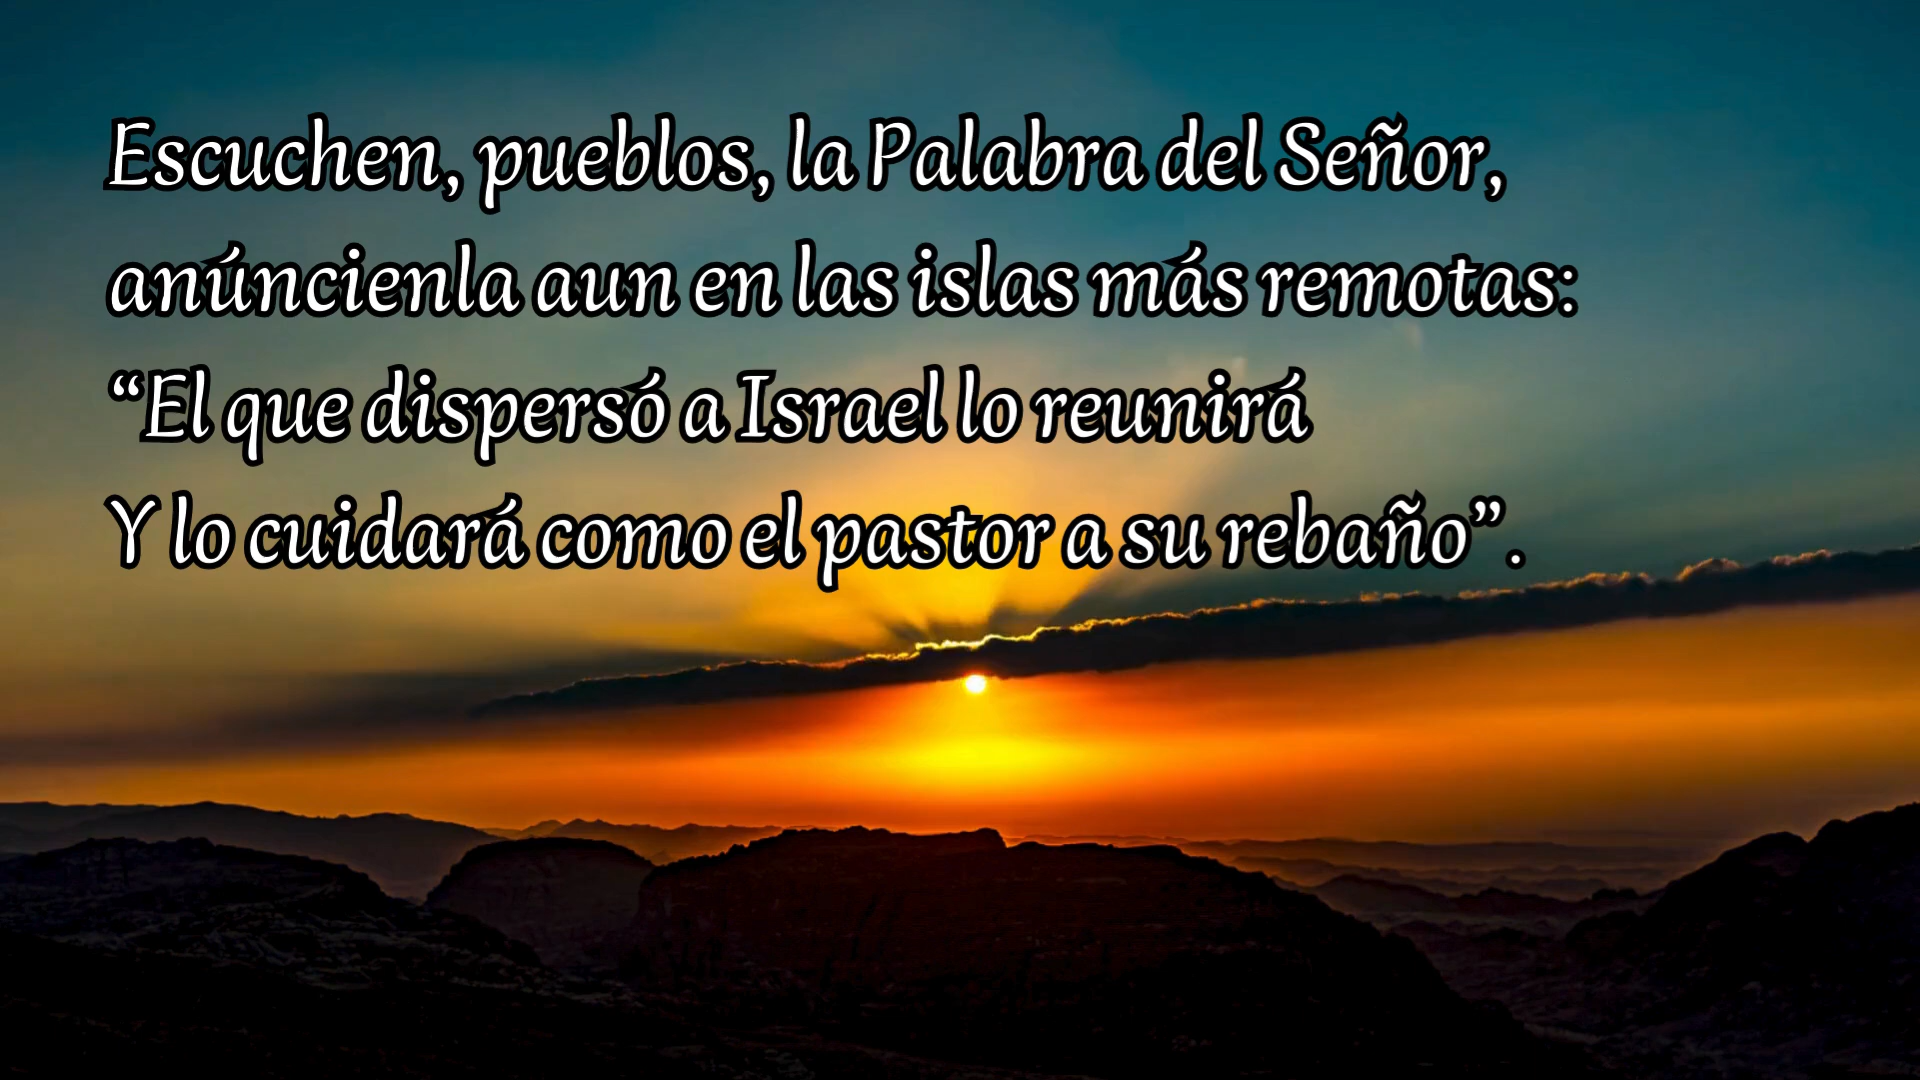 Escuchen, pueblos, la Palabra del Señor,
anúncienla aun en las islas más remotas:
“El que dispersó a Israel lo reunirá
Y lo cuidará como el pastor a su rebaño”.